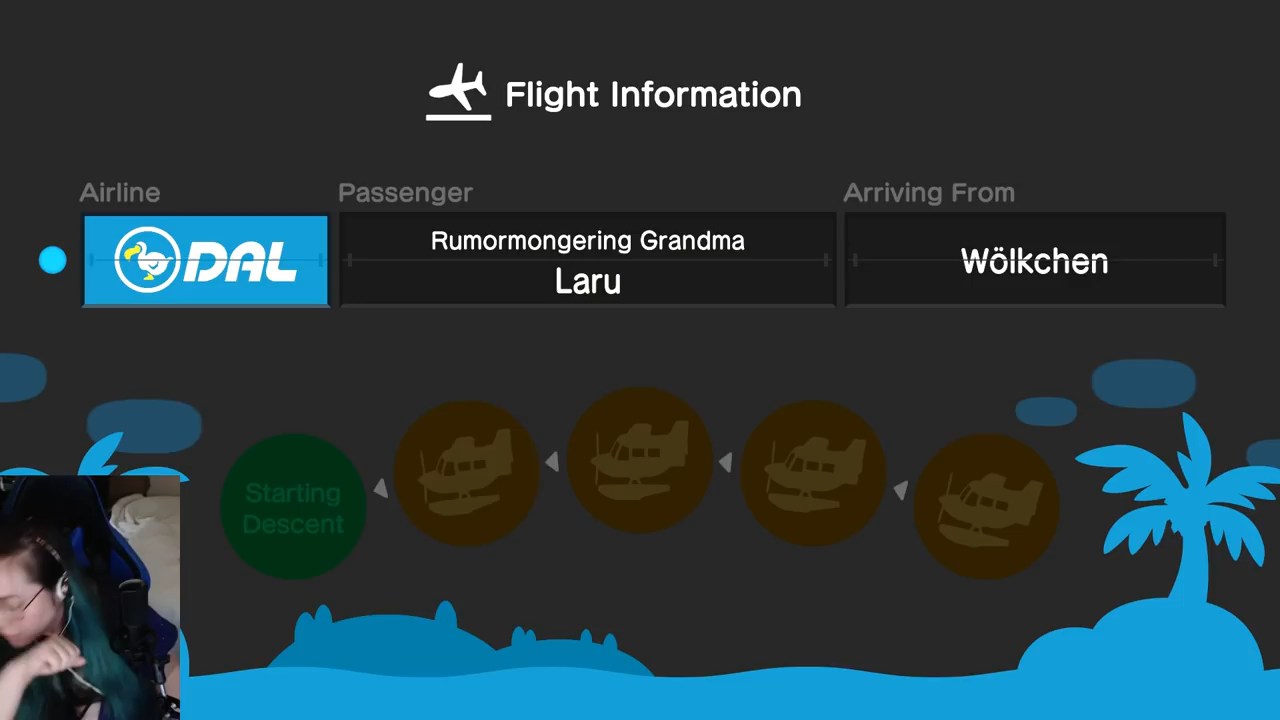 Flight Information
Airline
Passenger
Arriving From
DAL
Rumormongering Grandma
Laru
Wölkchen
Starting
Descent